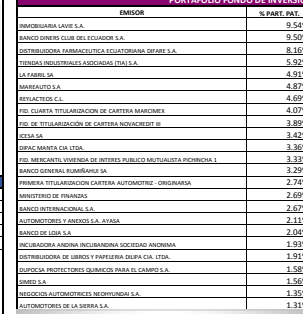 PORTAFOLIO FONDO DE INVERSI
EMISOR % PART. PAT.
INMOBILIARIA LAVIE S.A. 9.54%
BANCO DINERS CLUB DEL ECUADOR S.A. 9.50%
DISTRIBUIDORA FARMACEUTICA ECUATORIANA DIFARE S.A. 8.16%
TIENDAS INDUSTRIALES ASOCIADAS (TIA) S.A. 5.92%
LA FABRIL SA 4.91%
MAREAUTO S.A 4.87%
REYLACTEOS C.L. 4.69%
FID. CUARTA TITULARIZACION DE CARTERA MARCIMEX 4.07%
FID. DE TITULARIZACIÓN DE CARTERA NOVACREDIT III 3.89%
ICESA SA 3.42%
DIPAC MANTA CIA LTDA. 3.36%
FID. MERCANTIL VIVIENDA DE INTERES PUBLICO MUTUALISTA PICHINCHA 1 3.33%
BANCO GENERAL RUMIÑAHUI SA 3.29%
PRIMERA TITULARIZACION CARTERA AUTOMOTRIZ - ORIGINARSA 2.74%
MINISTERIO DE FINANZAS 2.69%
BANCO INTERNACIONAL S.A. 2.67%
AUTOMOTORES Y ANEXOS S.A. AYASA 2.11%
BANCO DE LOJA S.A 2.04%
INCUBADORA ANDINA INCUBANDINA SOCIEDAD ANONIMA 1.93%
DISTRIBUIDORA DE LIBROS Y PAPELERIA DILIPA CIA. LTDA. 1.91%
DUPOCSA PROTECTORES QUIMICOS PARA EL CAMPO S.A. 1.58%
SIMED S.A 1.56%
NEGOCIOS AUTOMOTRICES NEOHYUNDAI S.A. 1.35%
AUTOMOTORES DE LA SIERRA S.A. 1.31%